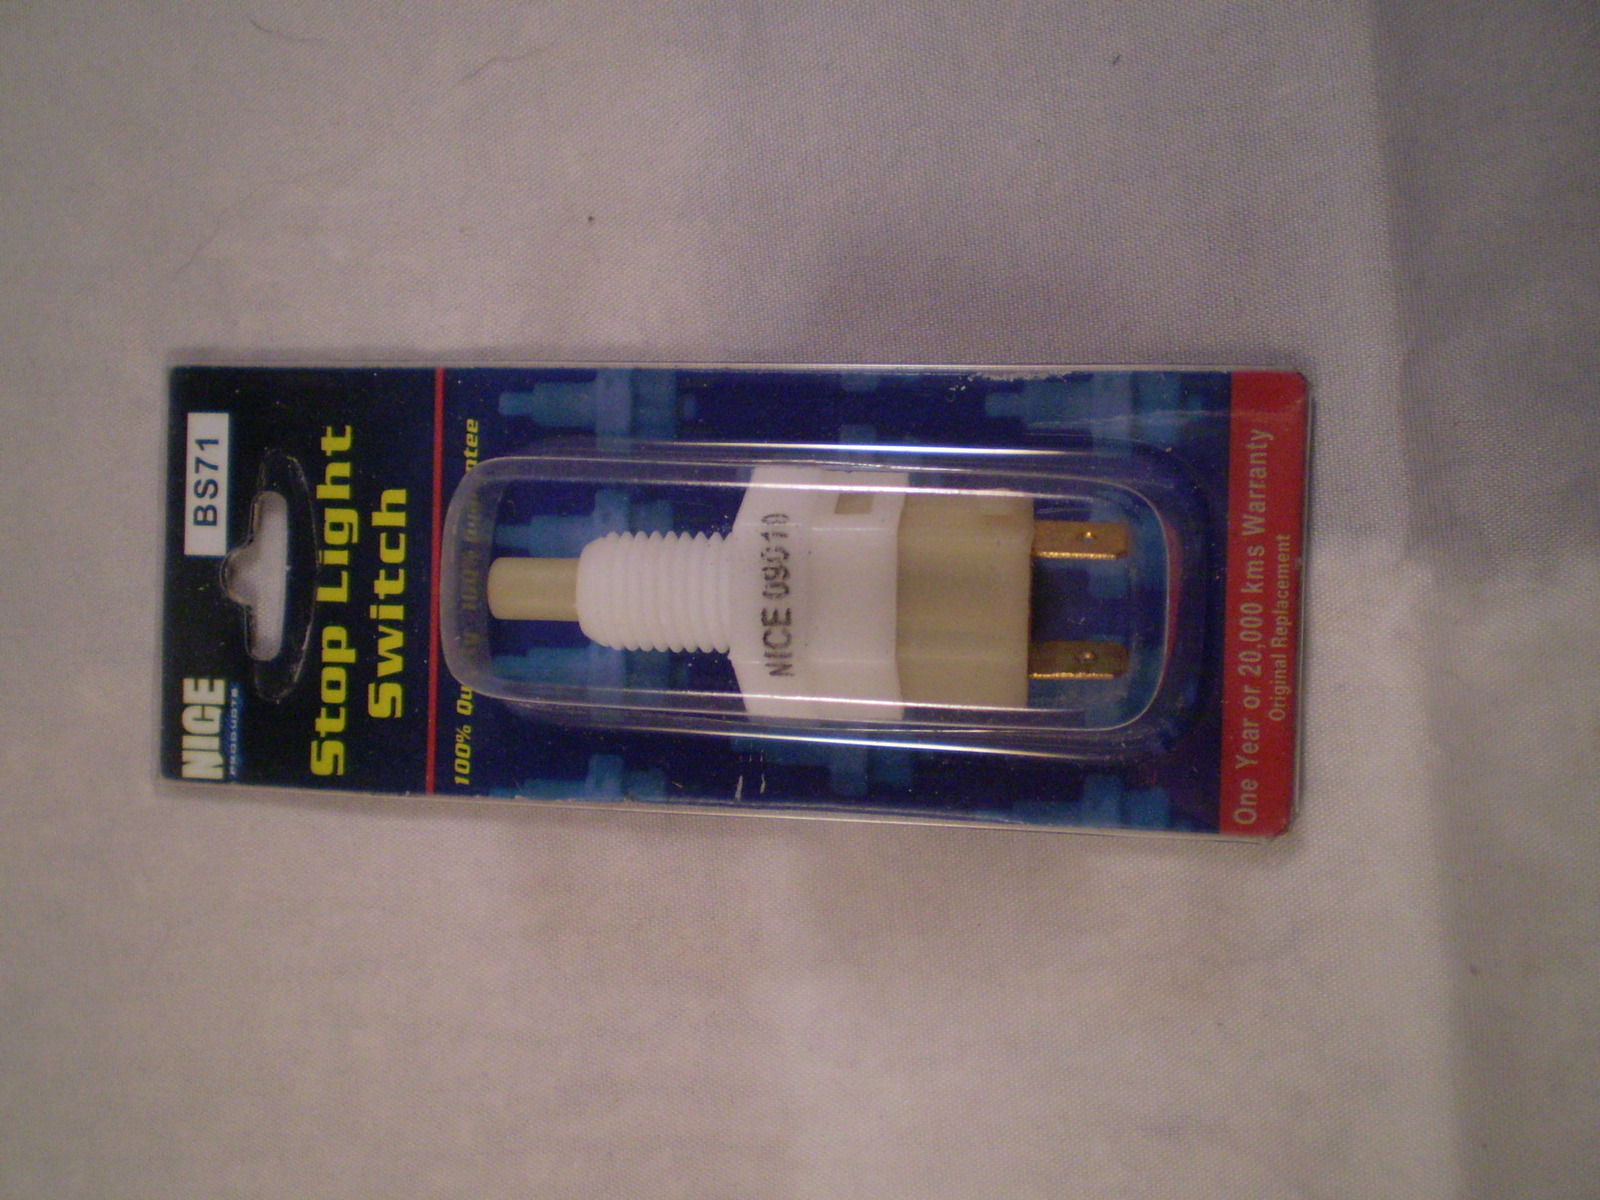 BS71
NICE
PRODUCTS
Stop Light
Switch
100%
NICE 09010
One Year or 20,000 kms Warranty
Original Replacement